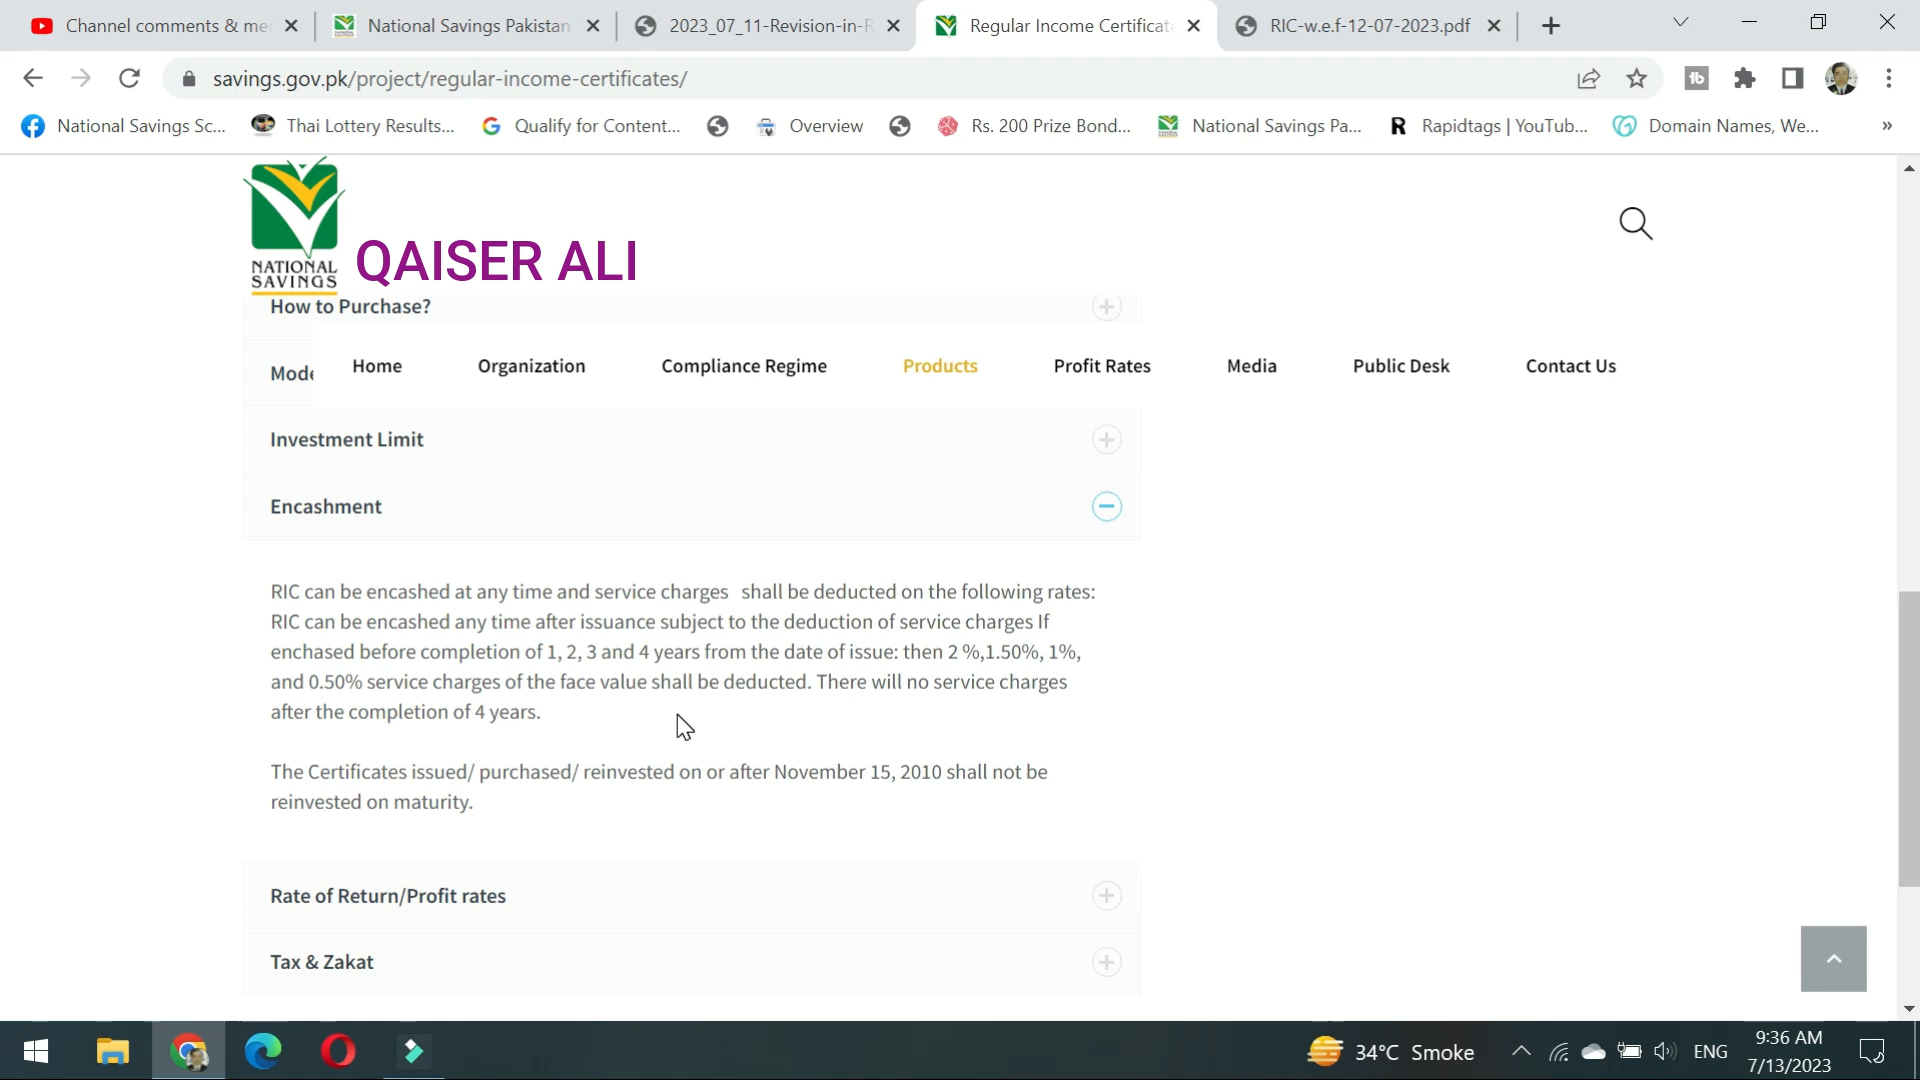 Channel comments & me
National Savings Pakistan
2023_07_11-Revision-in-R
Regular Income Certificat
RIC-w.e.f-12-07-2023.pdf
savings.gov.pk/project/regular-income-certificates/
National Savings Sc...
Thai Lottery Results...
Qualify for Content...
Overview
Rs. 200 Prize Bond...
National Savings Pa...
Rapidtags | YouTub...
Domain Names, We...
»
NATIONAL
SAVINGS
QAISER ALI
How to Purchase?
Mode
Home
Organization
Compliance Regime
Products
Profit Rates
Media
Public Desk
Contact Us
Investment Limit
Encashment
RIC can be encashed at any time and service charges shall be deducted on the following rates:
RIC can be encashed any time after issuance subject to the deduction of service charges If
enchased before completion of 1, 2, 3 and 4 years from the date of issue: then 2 %,1.50%, 1%,
and 0.50% service charges of the face value shall be deducted. There will no service charges
after the completion of 4 years.
The Certificates issued/ purchased/ reinvested on or after November 15, 2010 shall not be
reinvested on maturity.
Rate of Return/Profit rates
Tax & Zakat
34°C Smoke
ENG
9:36 AM
7/13/2023